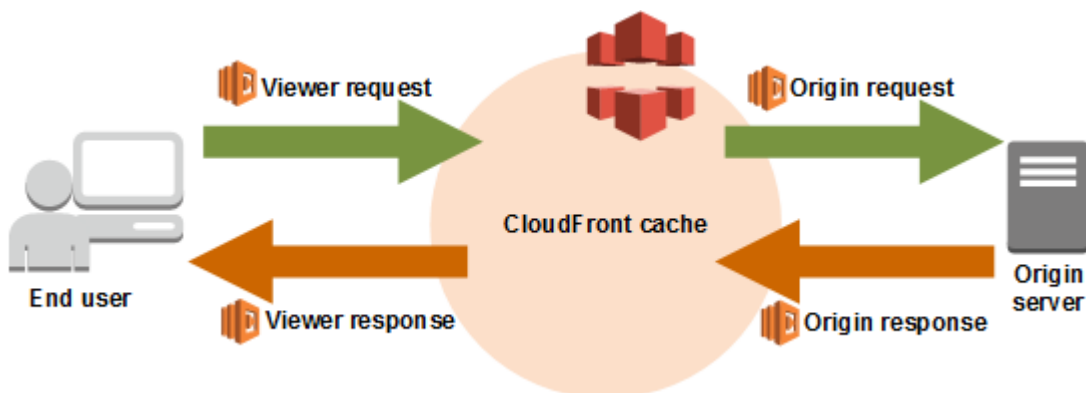 Viewer request
Origin request
CloudFront cache
End user
Origin
server
Viewer response
Origin response